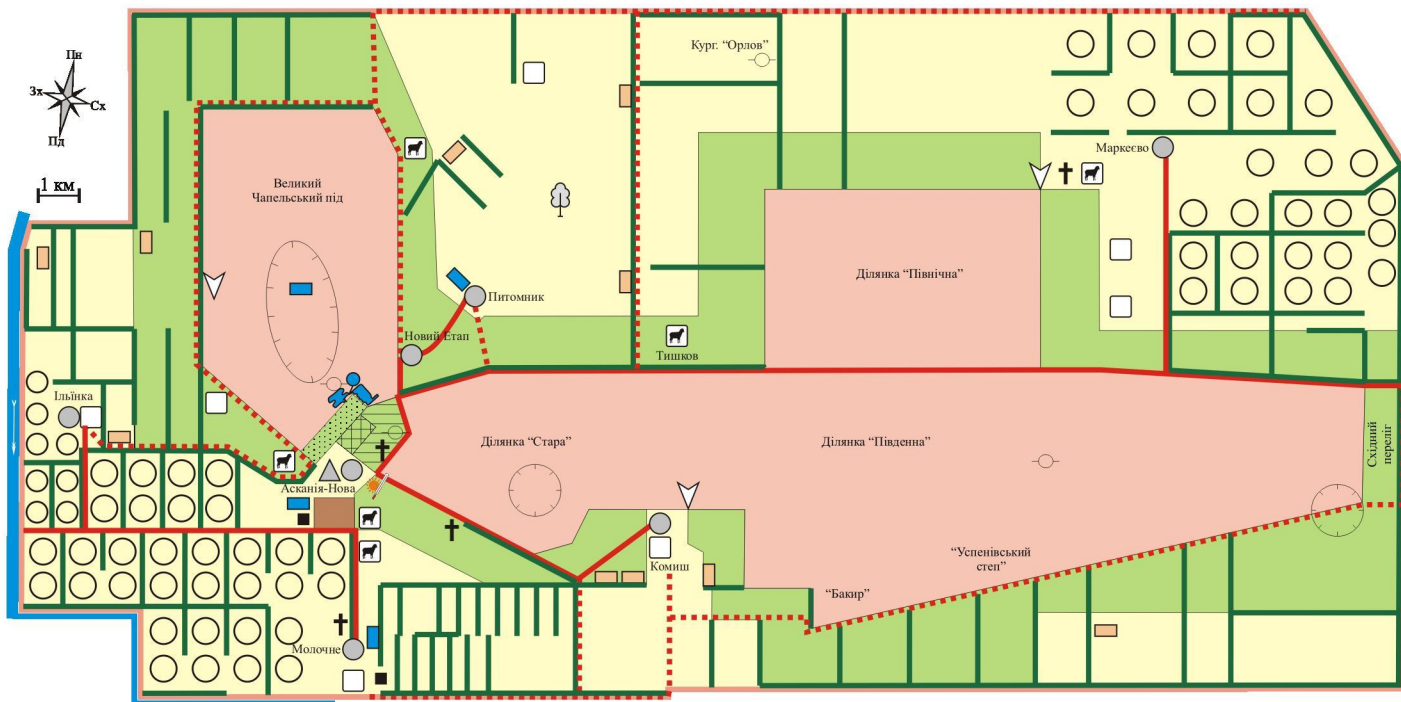 Пн
Зх
Сх
Пд
1 км
Кург. “Орлов”
Маркеєво
Великий
Чапельський під
Ділянка “Північна”
Питомник
Новий Етап
Тишков
Ільїнка
Ділянка “Стара”
Ділянка “Південна”
Східний
переліг
Асканія-Нова
Комиш
“Успенівський
степ”
“Бакир”
Молочне